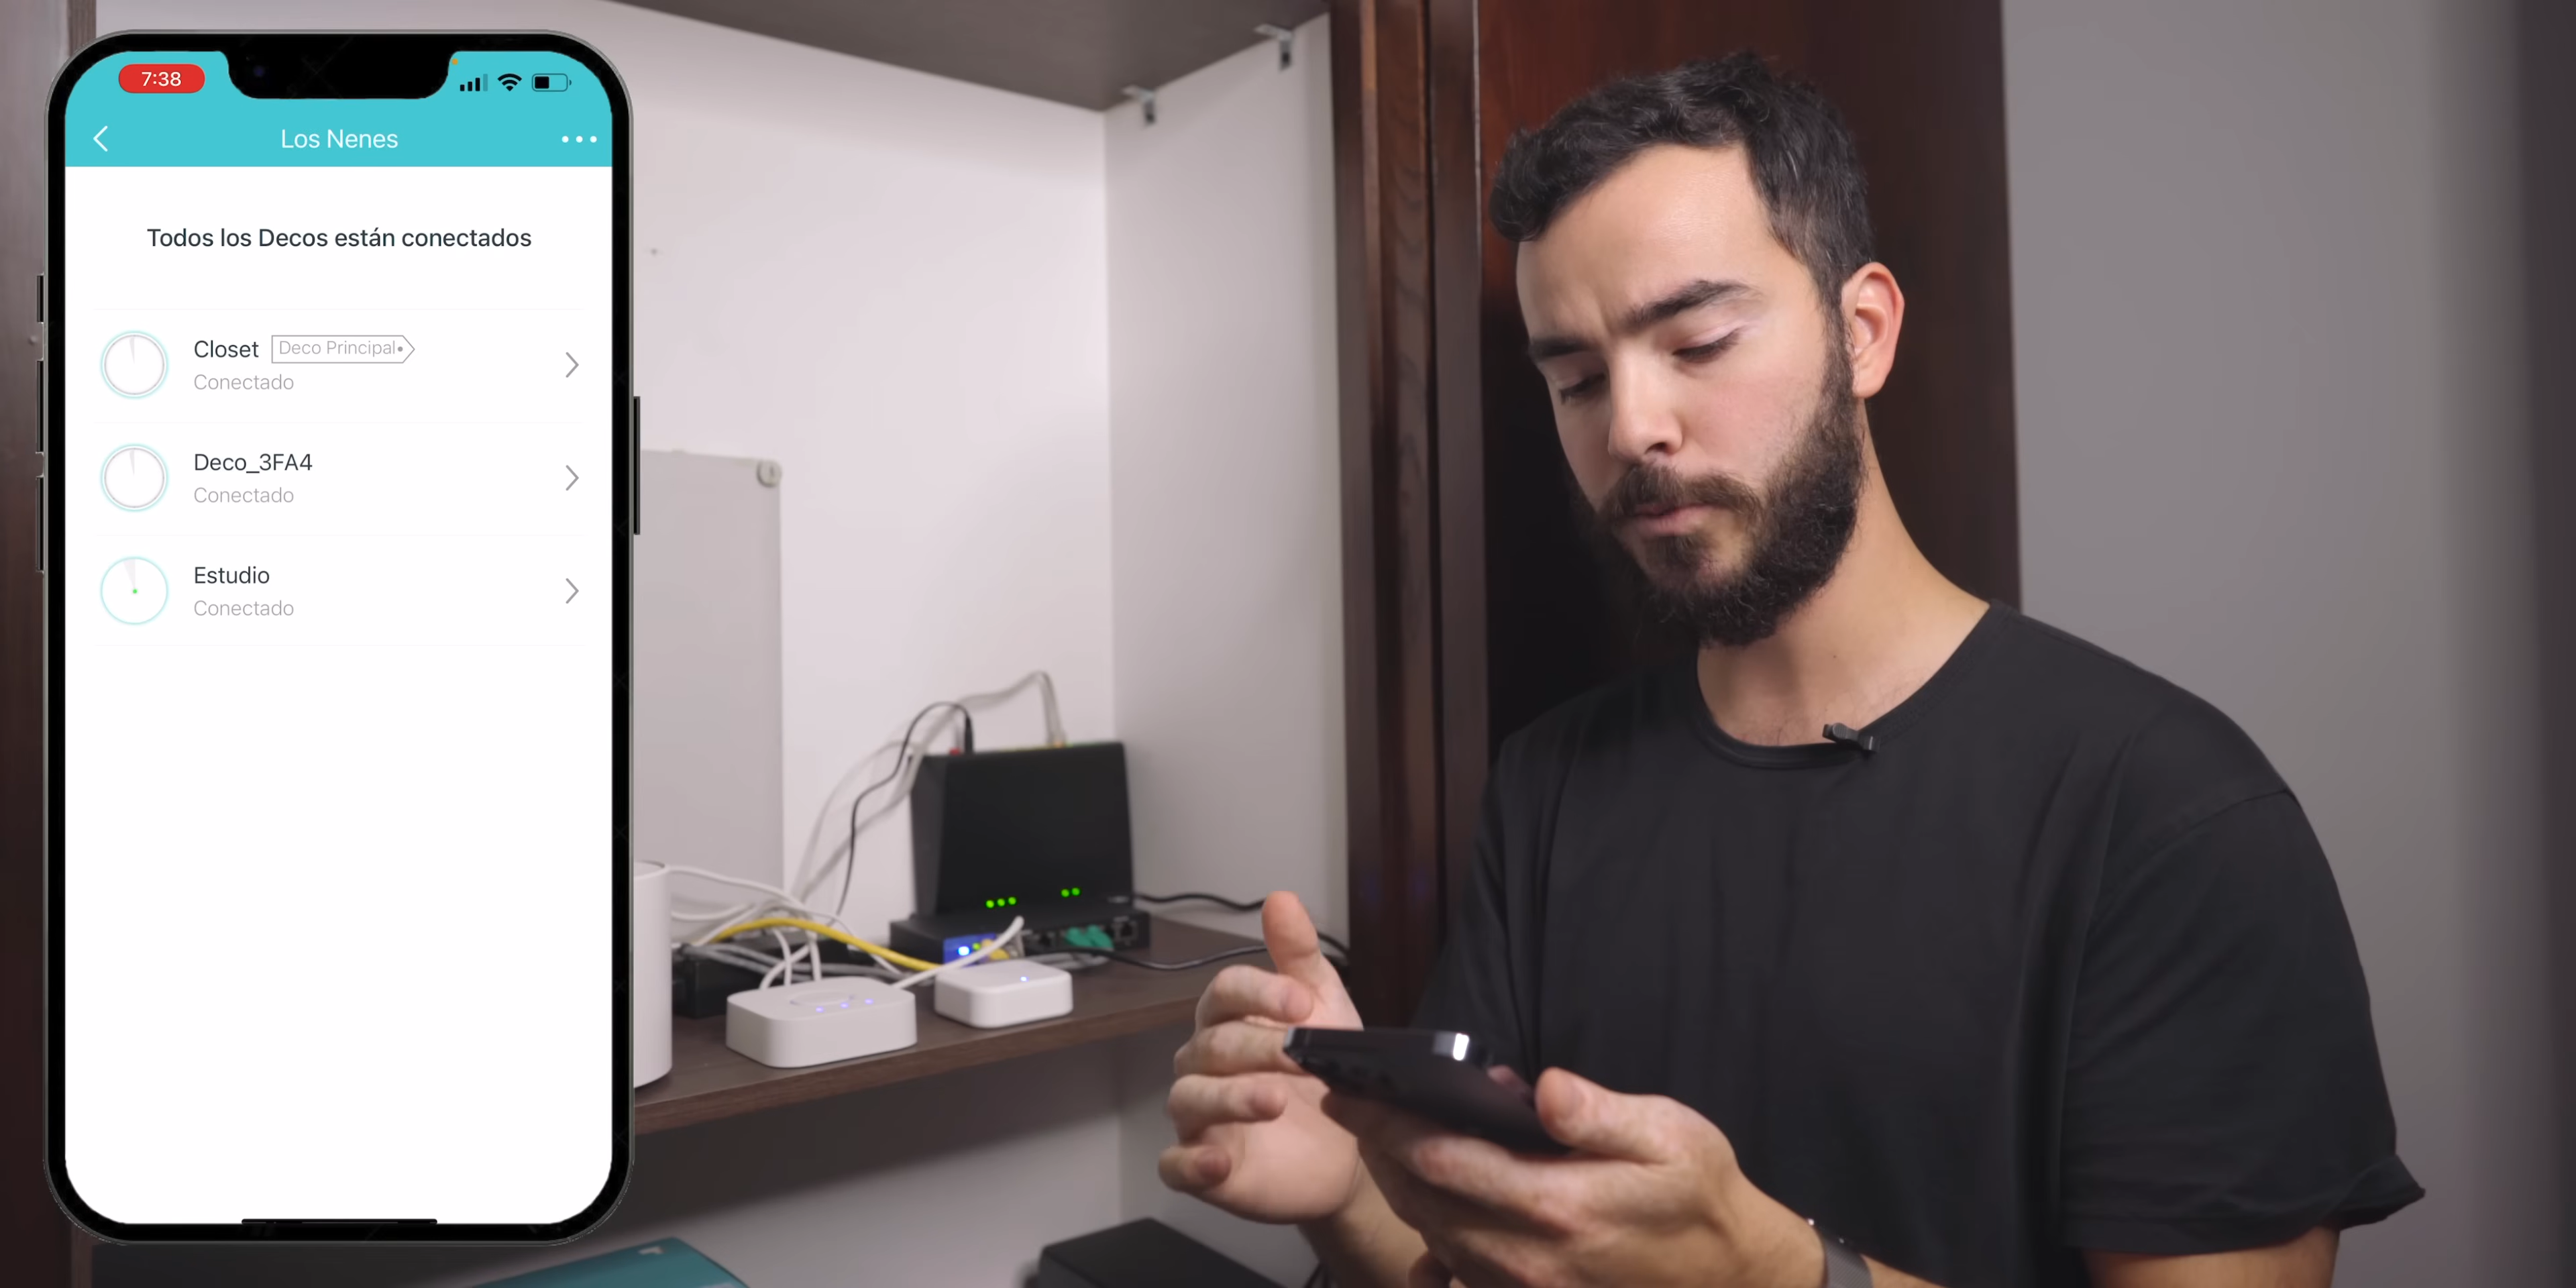 7:38
Los Nenes
Todos los Decos están conectados
Closet Deco Principal
Conectado
Deco_3FA4
Conectado
Estudio
Conectado